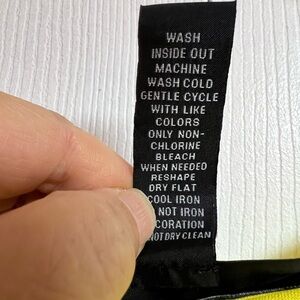 WASH
INSIDE OUT
MACHINE
WASH COLD
GENTLE CYCLE
WITH LIKE
COLORS
ONLY NON-
CHLORINE
BLEACH
WHEN NEEDED
RESHAPE
DRY FLAT
COOL IRON
NOT IRON
CORATION
NOT DRY CLEAN